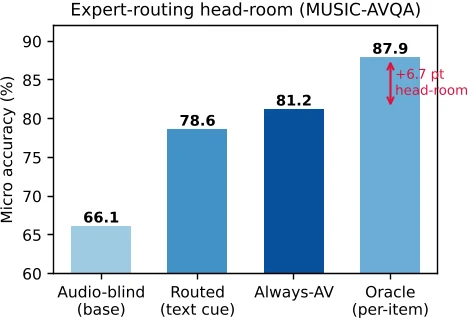 Expert-routing head-room (MUSIC-AVQA)
Micro accuracy (%)
90
85
80
75
70
65
60
66.1
78.6
81.2
87.9
+6.7 pt
head-room
Audio-blind
(base)
Routed
(text cue)
Always-AV
Oracle
(per-item)